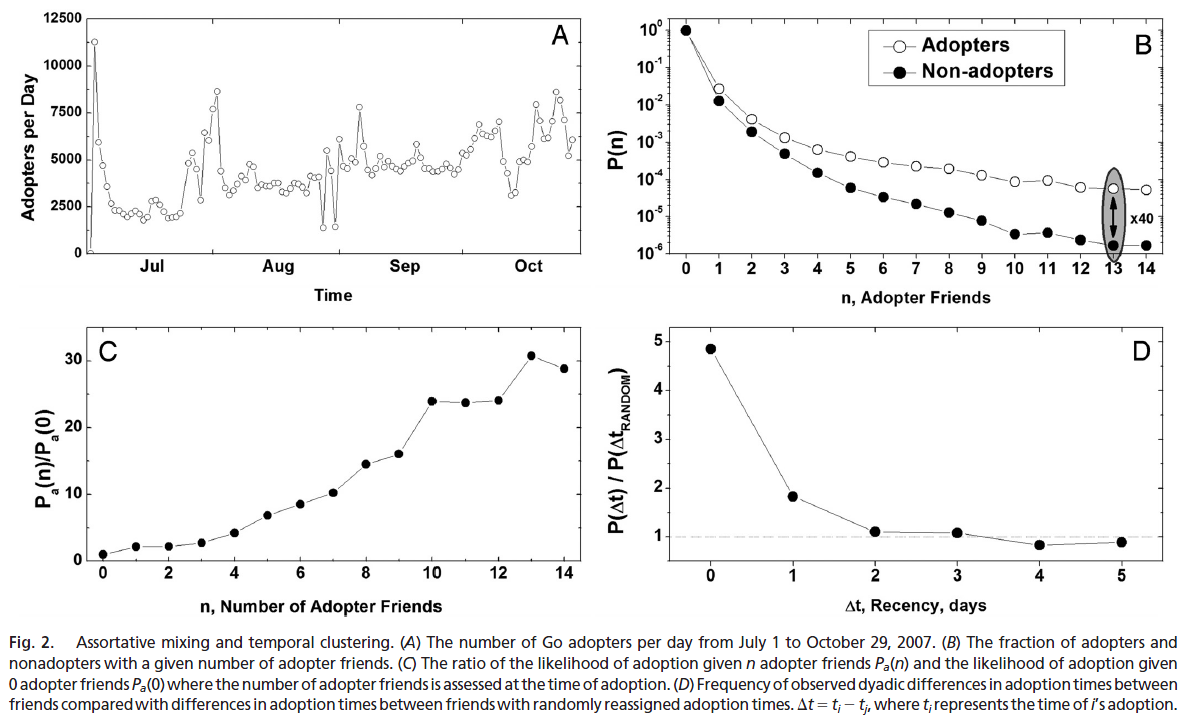 12500
10000
7500
5000
2500
0
Adopters per Day
A
Jul Aug Sep Oct
Time
10⁰
10⁻¹
10⁻²
10⁻³
10⁻⁴
10⁻⁵
10⁻⁶
P(n)
B
Adopters
Non-adopters
x40
0 1 2 3 4 5 6 7 8 9 10 11 12 13 14
n, Adopter Friends
30
20
10
0
Pₐ(n)/Pₐ(0)
C
0 2 4 6 8 10 12 14
n, Number of Adopter Friends
5
4
3
2
1
P(Δt) / P(Δt_RANDOM)
D
0 1 2 3 4 5
Δt, Recency, days
Fig. 2. Assortative mixing and temporal clustering. (A) The number of Go adopters per day from July 1 to October 29, 2007. (B) The fraction of adopters and
nonadopters with a given number of adopter friends. (C) The ratio of the likelihood of adoption given n adopter friends Pₐ(n) and the likelihood of adoption given
0 adopter friends Pₐ(0) where the number of adopter friends is assessed at the time of adoption. (D) Frequency of observed dyadic differences in adoption times between
friends compared with differences in adoption times between friends with randomly reassigned adoption times. Δt = tᵢ − tⱼ, where tᵢ represents the time of i's adoption.